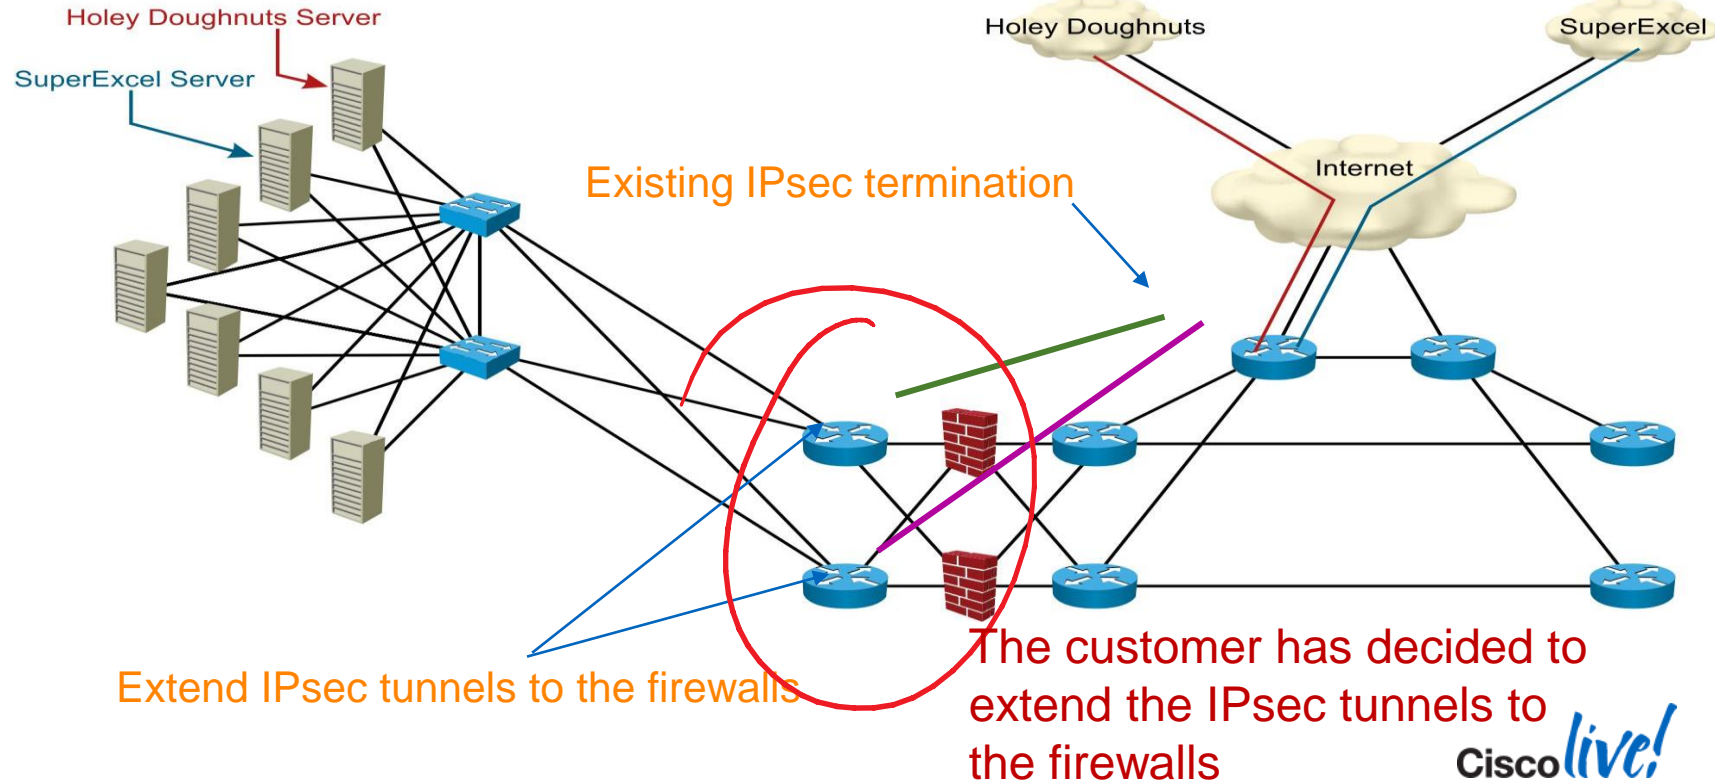 Holey Doughnuts Server
SuperExcel Server
Holey Doughnuts
SuperExcel
Internet
Existing IPsec termination
Extend IPsec tunnels to the firewalls
The customer has decided to
extend the IPsec tunnels to
the firewalls
Cisco live!